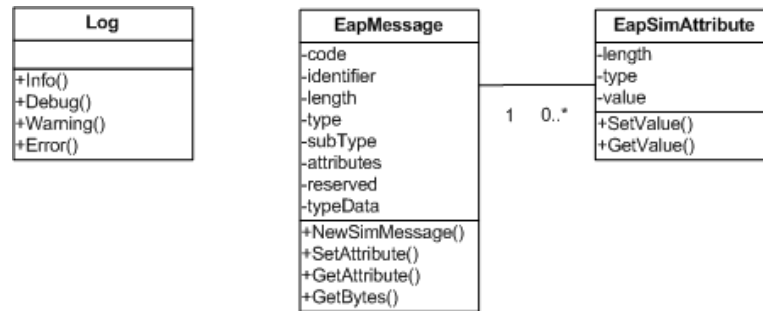 Log
+Info()
+Debug()
+Warning()
+Error()
EapMessage
-code
-identifier
-length
-type
-subType
-attributes
-reserved
-typeData
+NewSimMessage()
+SetAttribute()
+GetAttribute()
+GetBytes()
1 0..*
EapSimAttribute
-length
-type
-value
+SetValue()
+GetValue()